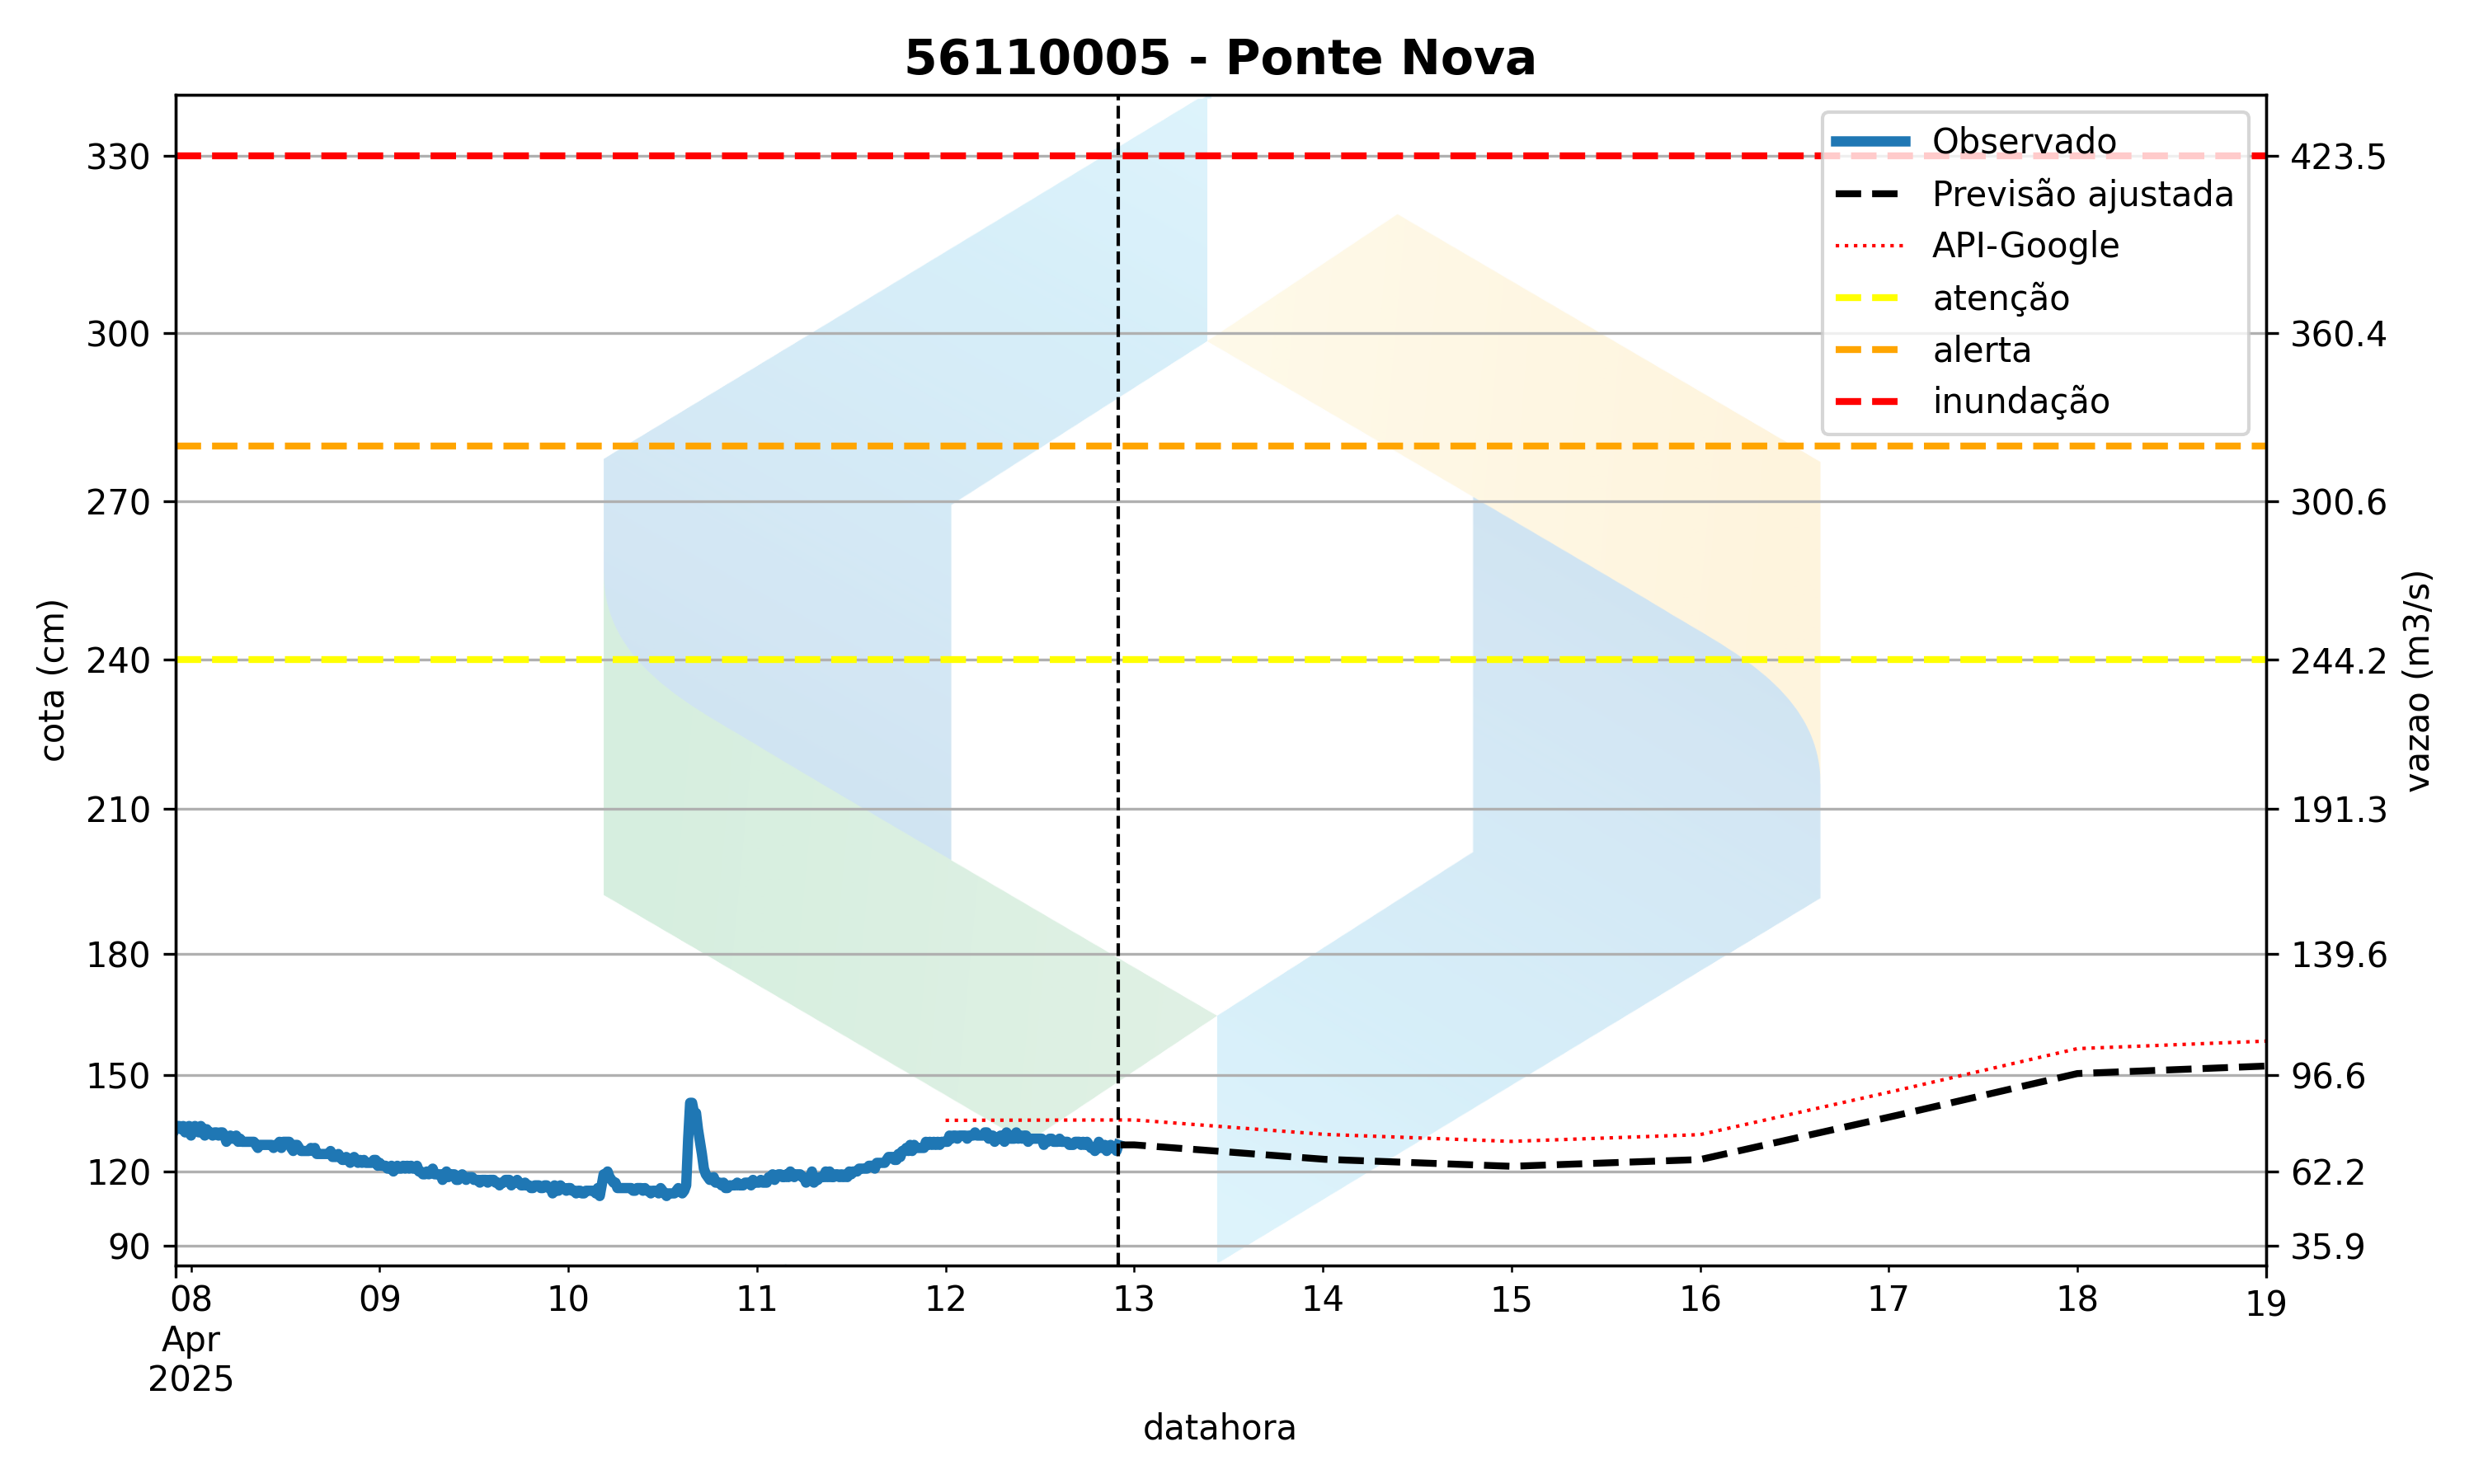 56110005 - Ponte Nova
Observado
Previsão ajustada
API-Google
atenção
alerta
inundação
330
300
270
240
210
180
150
120
90
423.5
360.4
300.6
244.2
191.3
139.6
96.6
62.2
35.9
cota (cm)
vazao (m3/s)
08 09 10 11 12 13 14 15 16 17 18 19
Apr
2025
datahora